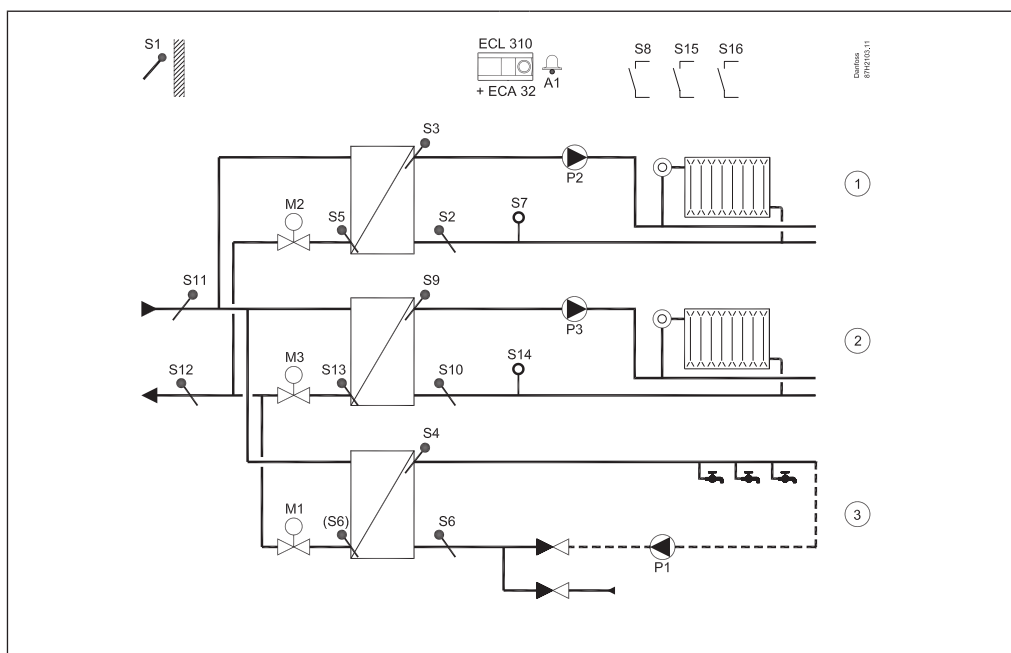 S1
ECL 310
+ ECA 32
A1
S8
S15
S16
Danfoss
87H2103.11
S3
P2
1
M2
S5
S2
S7
S11
S9
P3
2
S12
M3
S13
S10
S14
S4
M1
(S6)
S6
P1
3